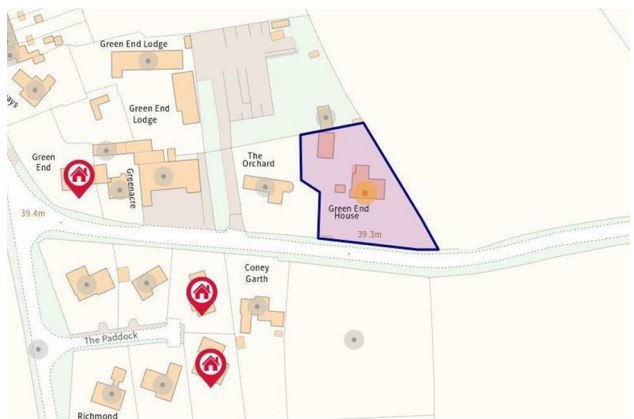 Green End Lodge
Green End
Lodge
ays
Green
End
Greenacre
The
Orchard
Green End
House
39.4m
39.3m
Coney
Garth
The Paddock
Richmond